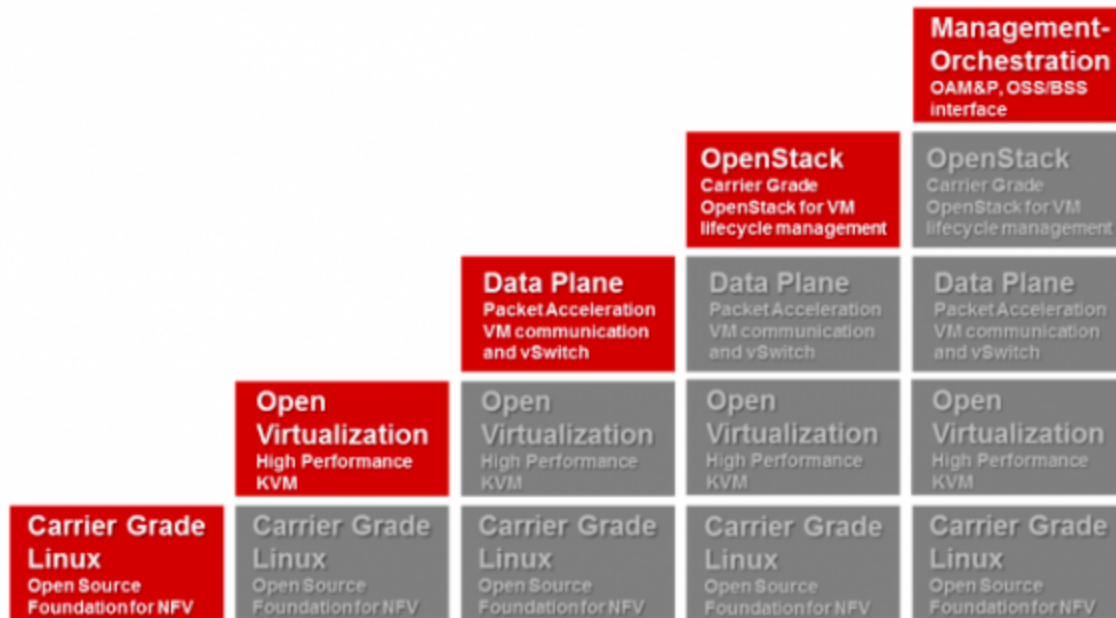 Management-
Orchestration
OAM&P, OSS/BSS
interface
OpenStack
Carrier Grade
OpenStack for VM
lifecycle management
OpenStack
Carrier Grade
OpenStack for VM
lifecycle management
Data Plane
Packet Acceleration
VM communication
and vSwitch
Data Plane
Packet Acceleration
VM communication
and vSwitch
Data Plane
Packet Acceleration
VM communication
and vSwitch
Open
Virtualization
High Performance
KVM
Open
Virtualization
High Performance
KVM
Open
Virtualization
High Performance
KVM
Open
Virtualization
High Performance
KVM
Carrier Grade
Linux
Open Source
Foundation for NFV
Carrier Grade
Linux
Open Source
Foundation for NFV
Carrier Grade
Linux
Open Source
Foundation for NFV
Carrier Grade
Linux
Open Source
Foundation for NFV
Carrier Grade
Linux
Open Source
Foundation for NFV